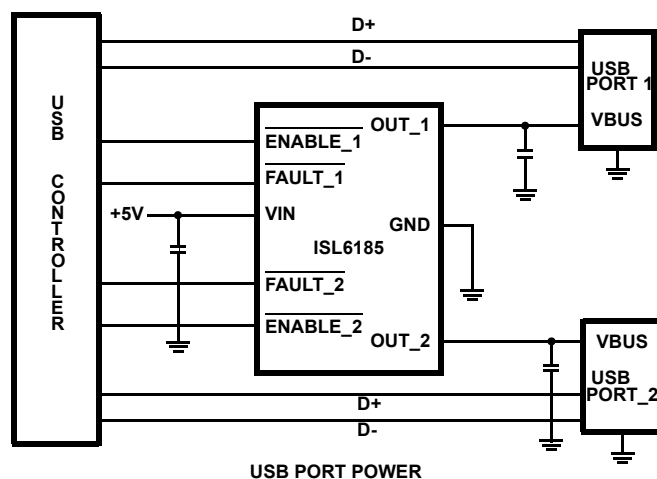 D+
D-
USB
PORT 1
VBUS
USB CONTROLLER
OUT_1
ENABLE_1
FAULT_1
+5V
VIN
GND
ISL6185
FAULT_2
ENABLE_2
OUT_2
VBUS
USB
PORT_2
D+
D-
USB PORT POWER